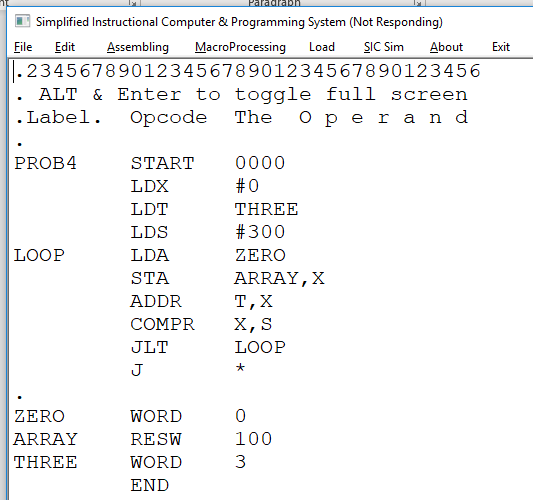 Paragraph
Simplified Instructional Computer & Programming System (Not Responding)
File Edit Assembling MacroProcessing Load SIC Sim About Exit
.23456789012345678901234567890123456
. ALT & Enter to toggle full screen
.Label. Opcode The O p e r a n d
.
PROB4 START 0000
LDX #0
LDT THREE
LDS #300
LOOP LDA ZERO
STA ARRAY,X
ADDR T,X
COMPR X,S
JLT LOOP
J *
.
ZERO WORD 0
ARRAY RESW 100
THREE WORD 3
END